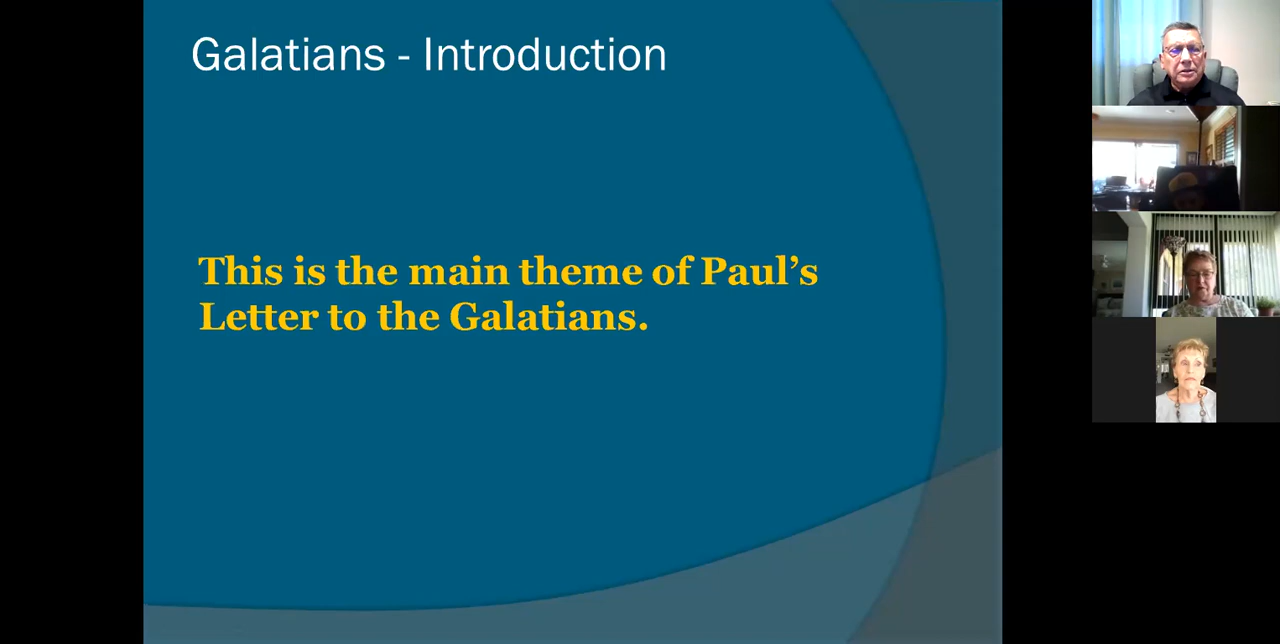 Galatians - Introduction
This is the main theme of Paul’s
Letter to the Galatians.